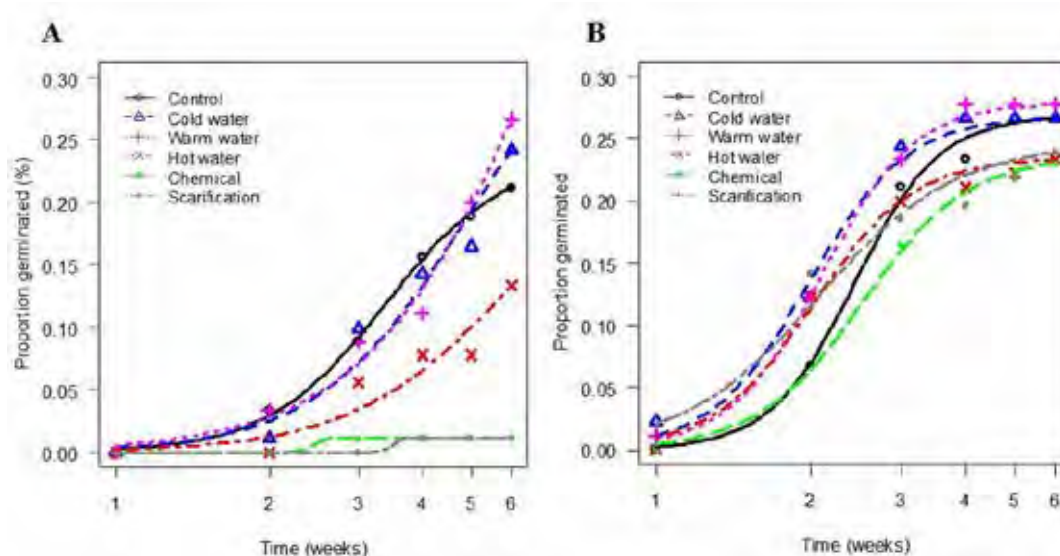 A
Proportion germinated (%)
0.30
0.25
0.20
0.15
0.10
0.05
0.00
Control
Cold water
Warm water
Hot water
Chemical
Scarification
1 2 3 4 5 6
Time (weeks)
B
Proportion germinated
0.30
0.25
0.20
0.15
0.10
0.05
0.00
Control
Cold water
Warm water
Hot water
Chemical
Scarification
1 2 3 4 5 6
Time (weeks)